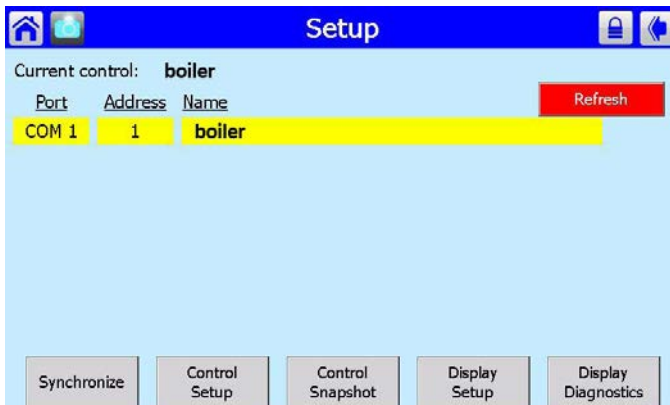 Setup
Current control: boiler
Port Address Name
Refresh
COM 1 1 boiler
Synchronize
Control
Setup
Control
Snapshot
Display
Setup
Display
Diagnostics